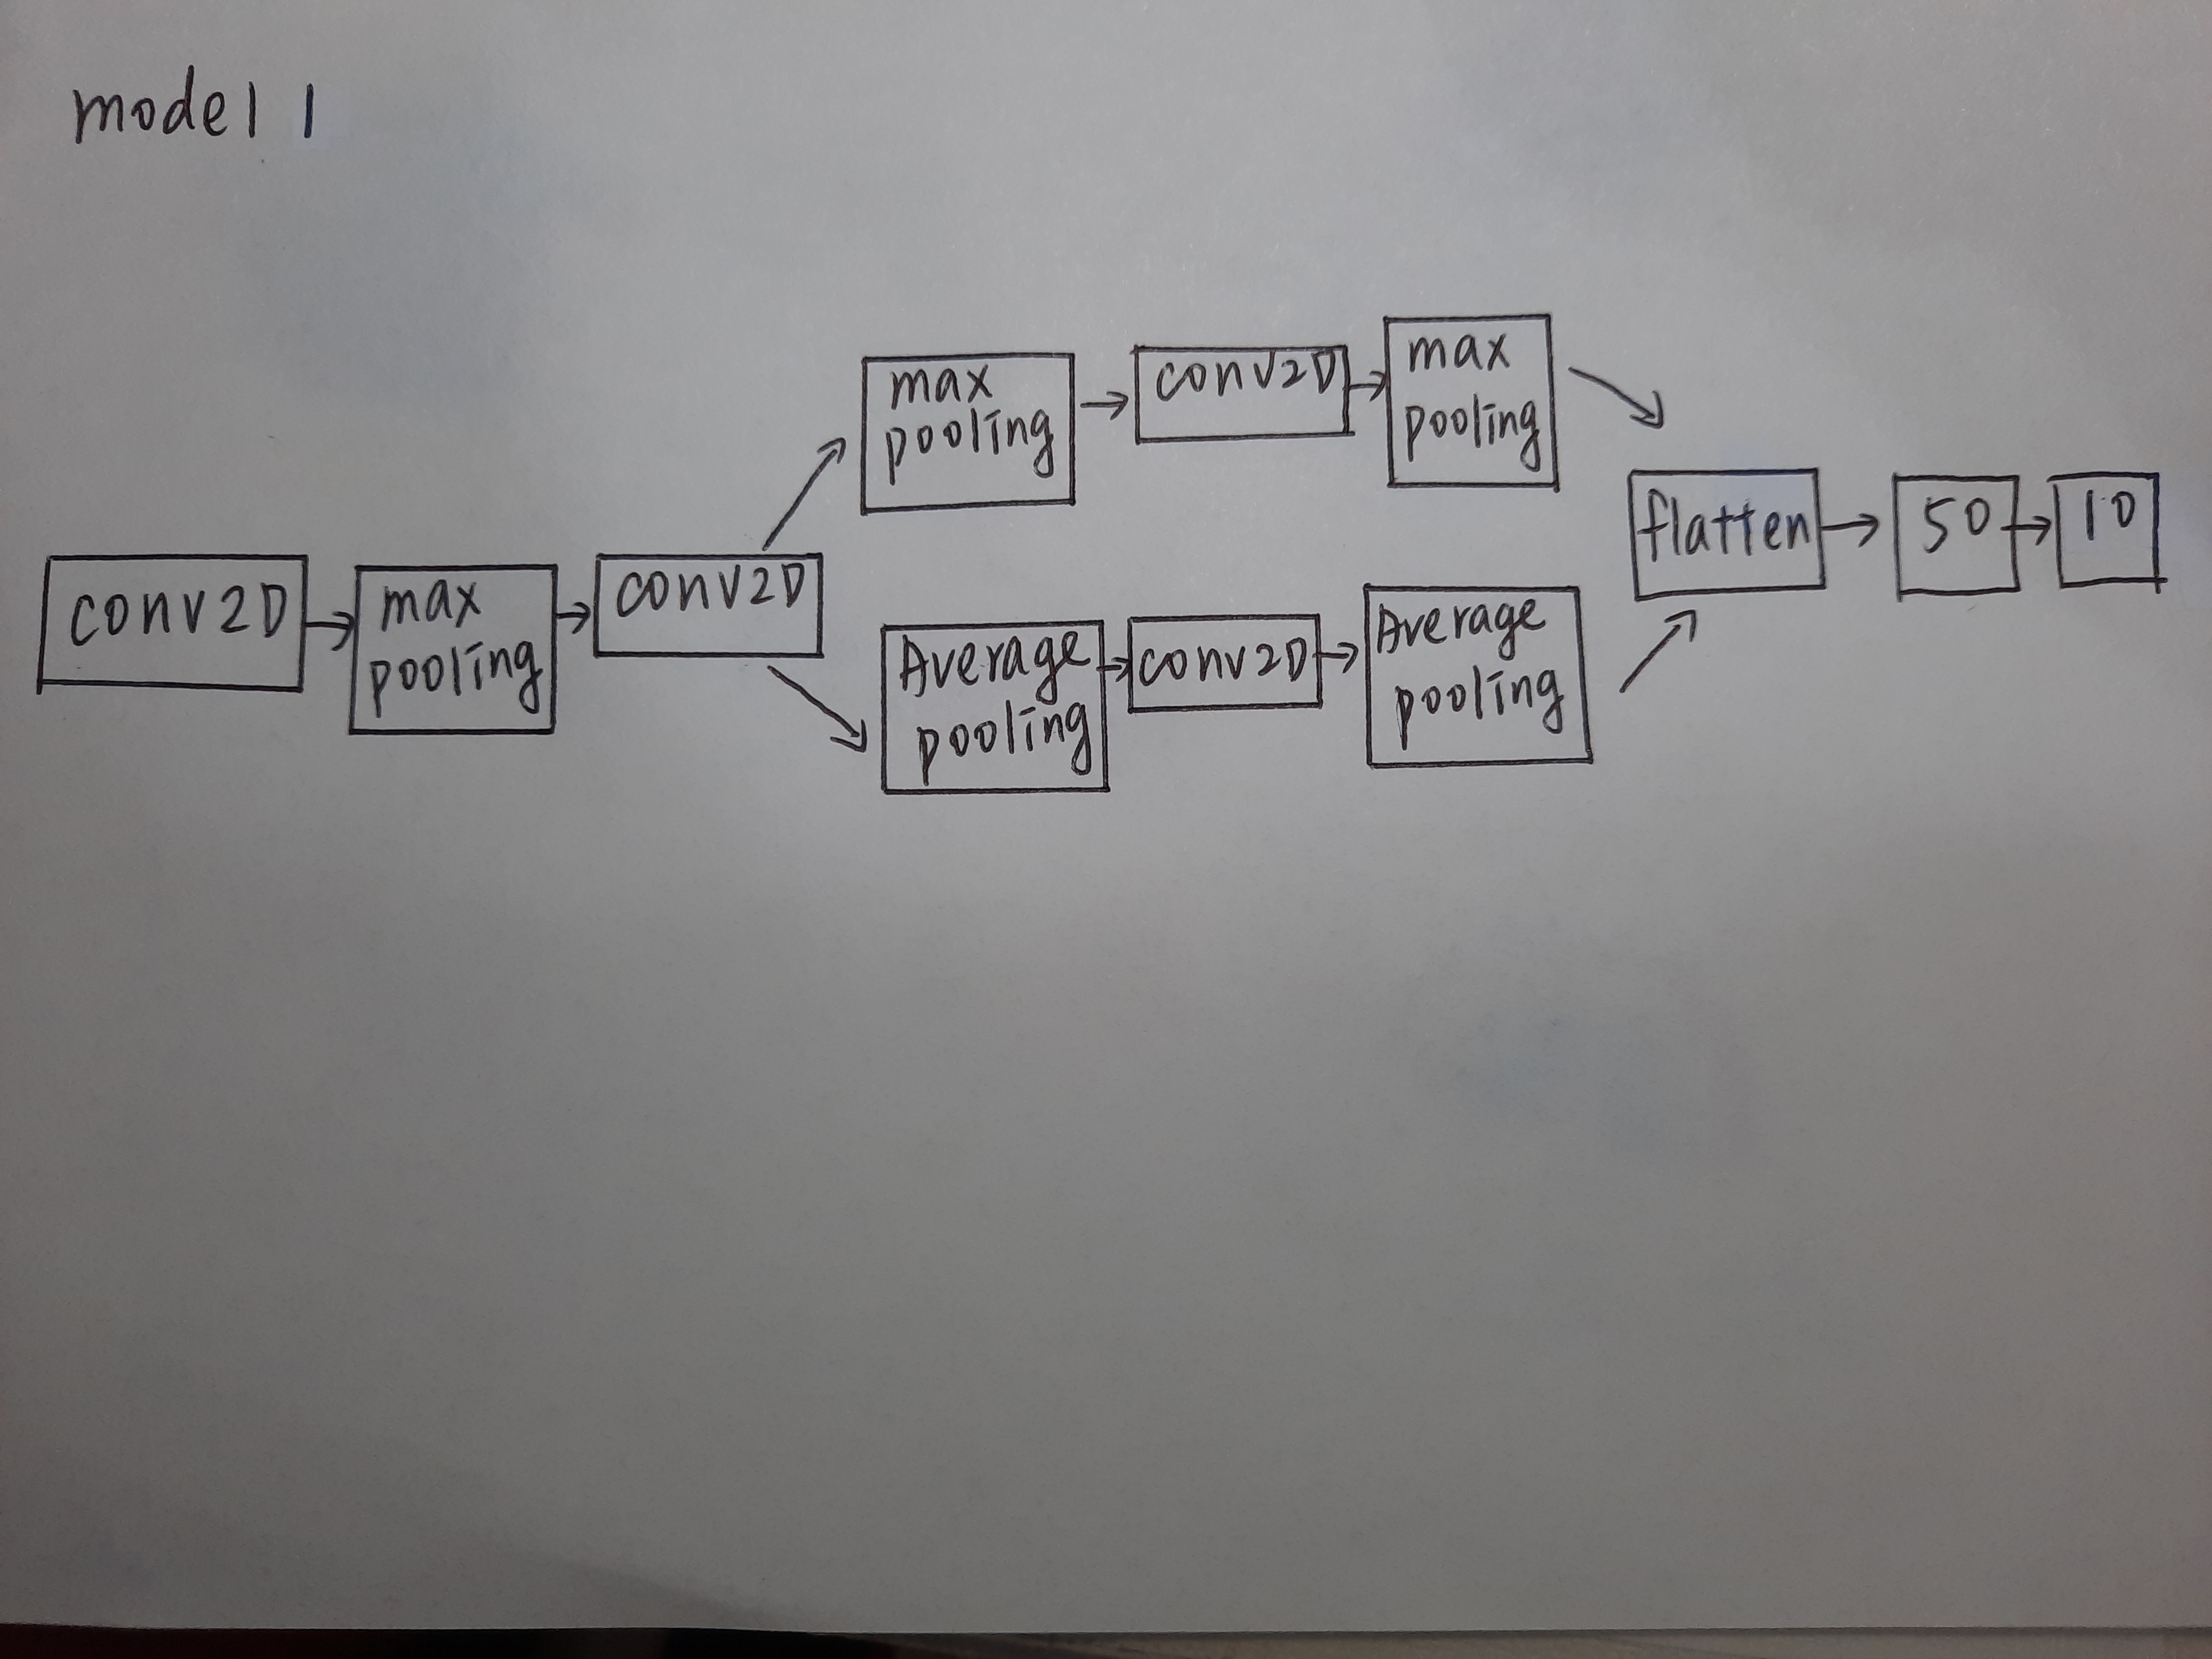 model 1
conv2D
max
pooling
conv2D
max
pooling
conv2D
max
pooling
Average
pooling
conv2D
Average
pooling
flatten
50
10